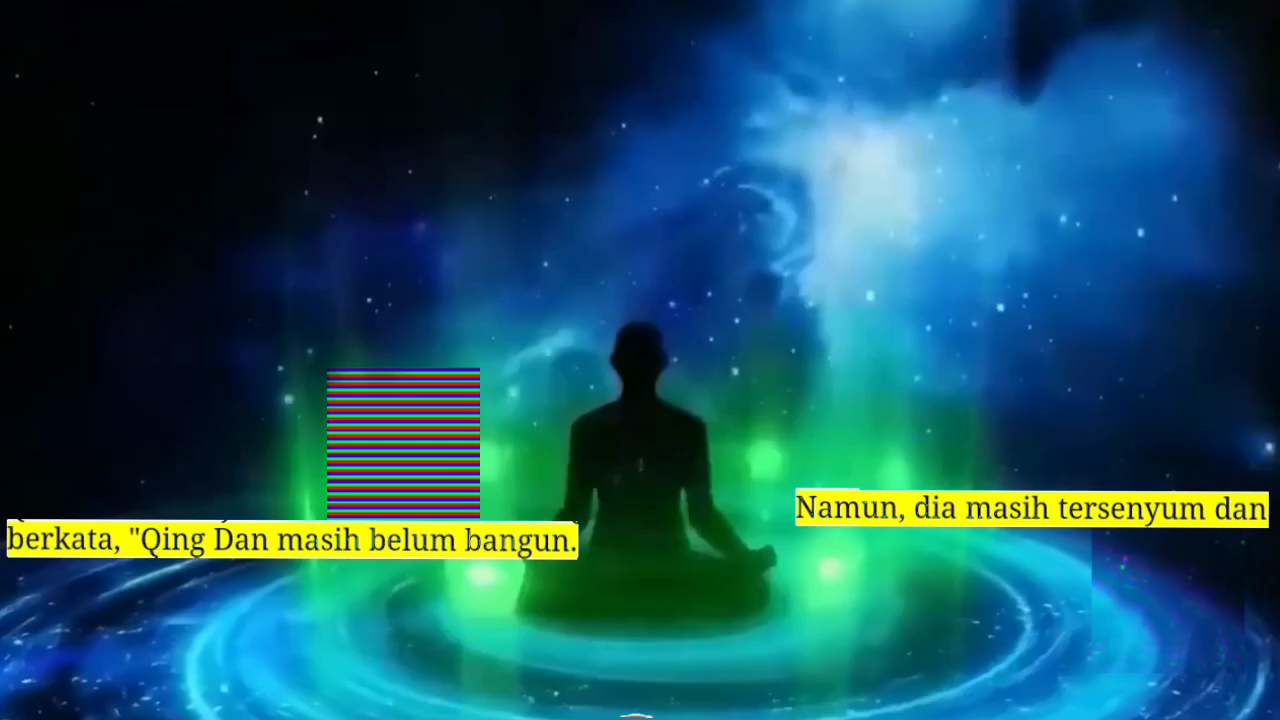 Namun, dia masih tersenyum dan
berkata, "Qing Dan masih belum bangun.